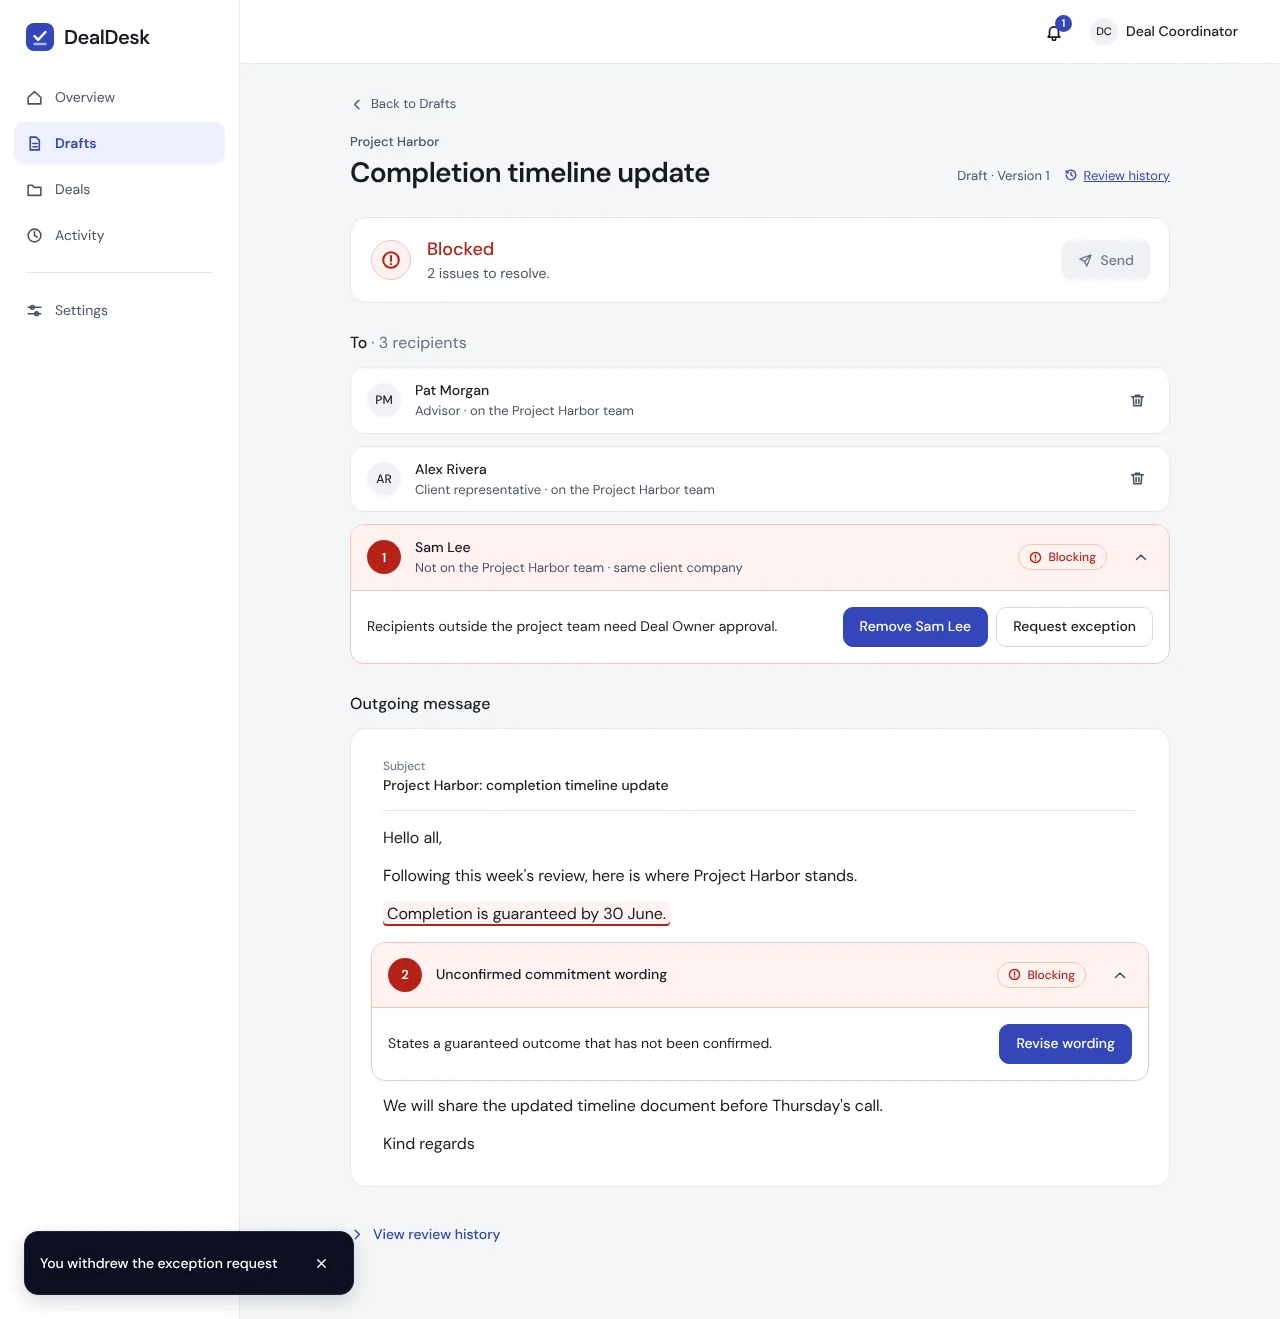 DealDesk
Overview
Drafts
Deals
Activity
Settings
1
DC
Deal Coordinator
Back to Drafts
Project Harbor
Completion timeline update
Draft · Version 1
Review history
Blocked
2 issues to resolve.
Send
To · 3 recipients
PM
Pat Morgan
Advisor · on the Project Harbor team
AR
Alex Rivera
Client representative · on the Project Harbor team
1
Sam Lee
Not on the Project Harbor team · same client company
Blocking
Recipients outside the project team need Deal Owner approval.
Remove Sam Lee
Request exception
Outgoing message
Subject
Project Harbor: completion timeline update
Hello all,
Following this week's review, here is where Project Harbor stands.
Completion is guaranteed by 30 June.
2
Unconfirmed commitment wording
Blocking
States a guaranteed outcome that has not been confirmed.
Revise wording
We will share the updated timeline document before Thursday's call.
Kind regards
View review history
You withdrew the exception request